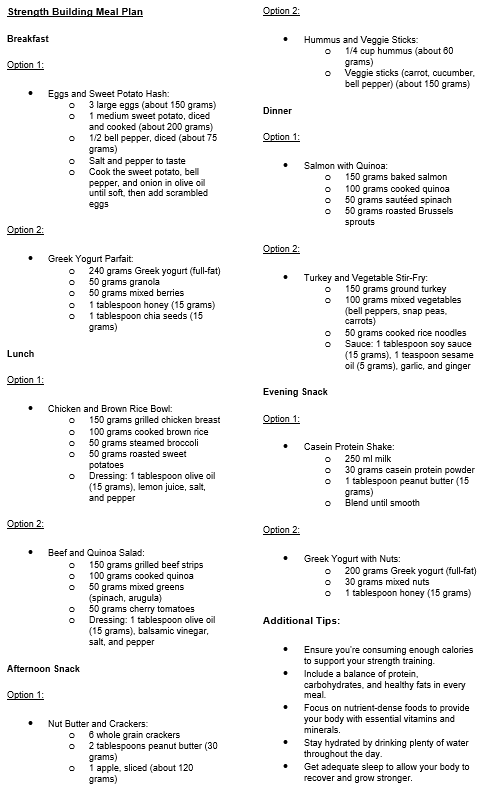 Strength Building Meal Plan
Breakfast
Option 1:
• Eggs and Sweet Potato Hash:
o 3 large eggs (about 150 grams)
o 1 medium sweet potato, diced
and cooked (about 200 grams)
o 1/2 bell pepper, diced (about 75
grams)
o Salt and pepper to taste
o Cook the sweet potato, bell
pepper, and onion in olive oil
until soft, then add scrambled
eggs
Option 2:
• Greek Yogurt Parfait:
o 240 grams Greek yogurt (full-fat)
o 50 grams granola
o 50 grams mixed berries
o 1 tablespoon honey (15 grams)
o 1 tablespoon chia seeds (15
grams)
Lunch
Option 1:
• Chicken and Brown Rice Bowl:
o 150 grams grilled chicken breast
o 100 grams cooked brown rice
o 50 grams steamed broccoli
o 50 grams roasted sweet
potatoes
o Dressing: 1 tablespoon olive oil
(15 grams), lemon juice, salt,
and pepper
Option 2:
• Beef and Quinoa Salad:
o 150 grams grilled beef strips
o 100 grams cooked quinoa
o 50 grams mixed greens
(spinach, arugula)
o 50 grams cherry tomatoes
o Dressing: 1 tablespoon olive oil
(15 grams), balsamic vinegar,
salt, and pepper
Afternoon Snack
Option 1:
• Nut Butter and Crackers:
o 6 whole grain crackers
o 2 tablespoons peanut butter (30
grams)
o 1 apple, sliced (about 120
grams)
Option 2:
• Hummus and Veggie Sticks:
o 1/4 cup hummus (about 60
grams)
o Veggie sticks (carrot, cucumber,
bell pepper) (about 150 grams)
Dinner
Option 1:
• Salmon with Quinoa:
o 150 grams baked salmon
o 100 grams cooked quinoa
o 50 grams sautéed spinach
o 50 grams roasted Brussels
sprouts
Option 2:
• Turkey and Vegetable Stir-Fry:
o 150 grams ground turkey
o 100 grams mixed vegetables
(bell peppers, snap peas,
carrots)
o 50 grams cooked rice noodles
o Sauce: 1 tablespoon soy sauce
(15 grams), 1 teaspoon sesame
oil (5 grams), garlic, and ginger
Evening Snack
Option 1:
• Casein Protein Shake:
o 250 ml milk
o 30 grams casein protein powder
o 1 tablespoon peanut butter (15
grams)
o Blend until smooth
Option 2:
• Greek Yogurt with Nuts:
o 200 grams Greek yogurt (full-fat)
o 30 grams mixed nuts
o 1 tablespoon honey (15 grams)
Additional Tips:
• Ensure you're consuming enough calories
to support your strength training.
• Include a balance of protein,
carbohydrates, and healthy fats in every
meal.
• Focus on nutrient-dense foods to provide
your body with essential vitamins and
minerals.
• Stay hydrated by drinking plenty of water
throughout the day.
• Get adequate sleep to allow your body to
recover and grow stronger.